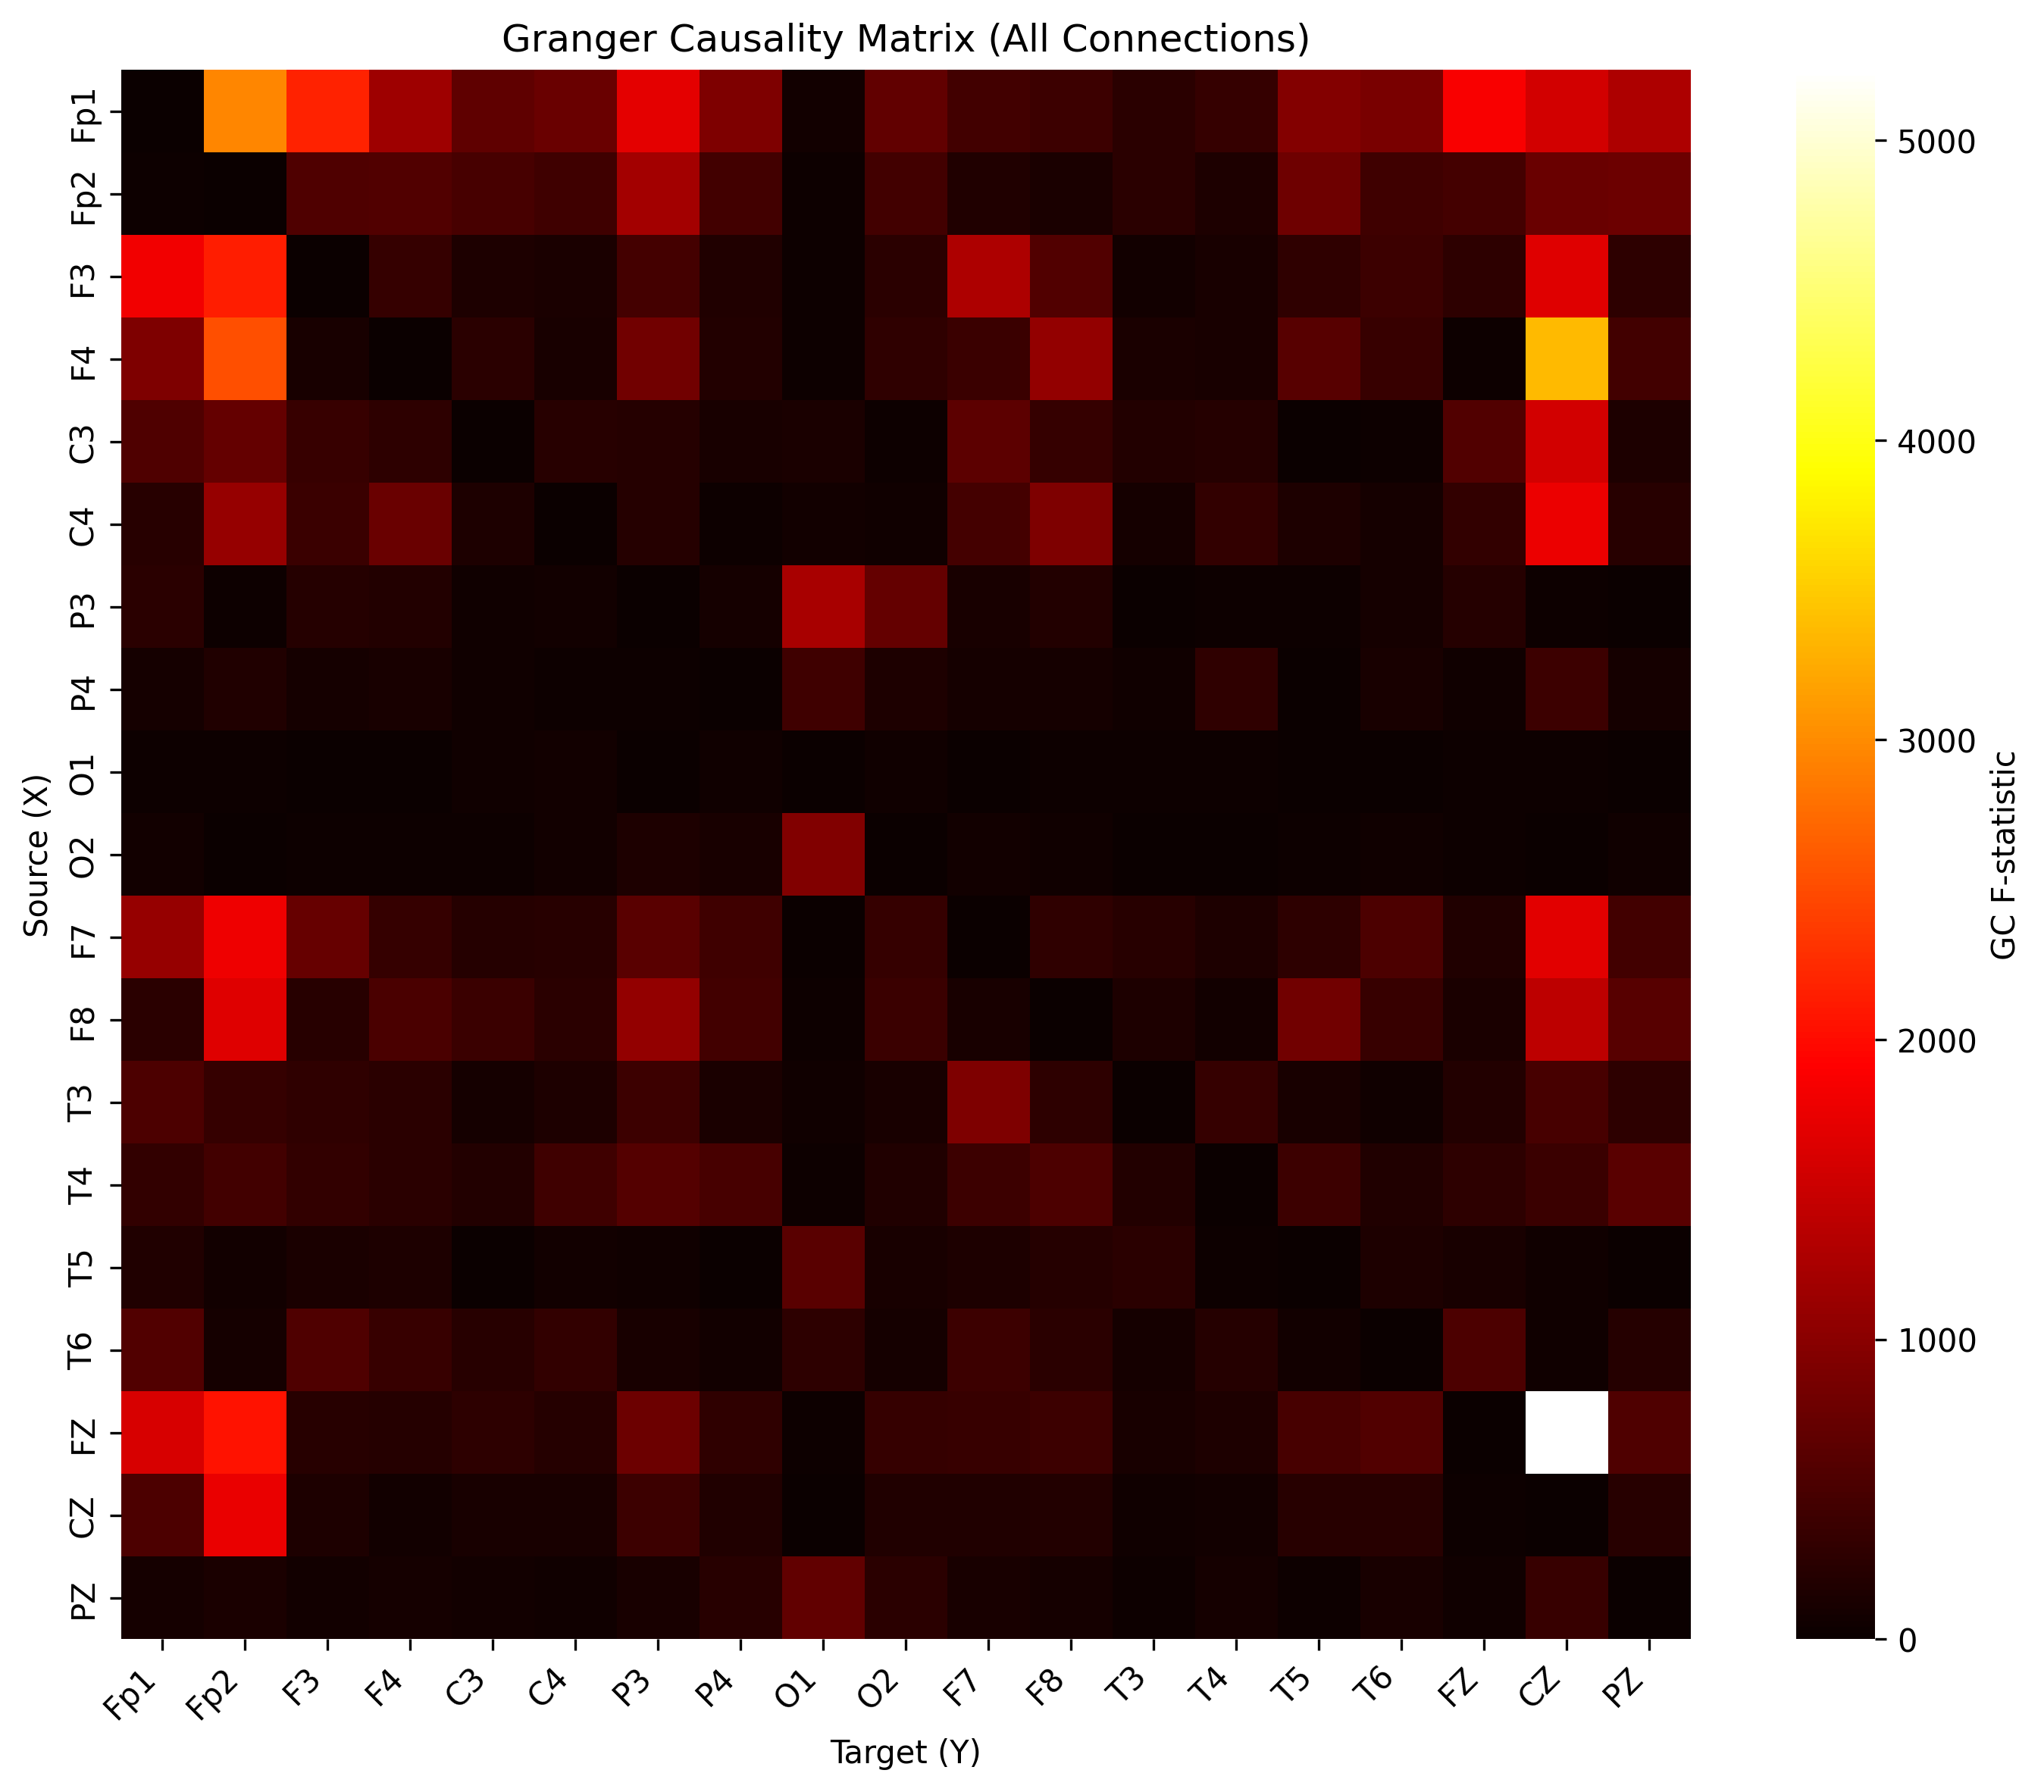 Granger Causality Matrix (All Connections)
Source (X)
Fp1
Fp2
F3
F4
C3
C4
P3
P4
O1
O2
F7
F8
T3
T4
T5
T6
FZ
CZ
PZ
Fp1 Fp2 F3 F4 C3 C4 P3 P4 O1 O2 F7 F8 T3 T4 T5 T6 FZ CZ PZ
Target (Y)
5000
4000
3000
2000
1000
0
GC F-statistic